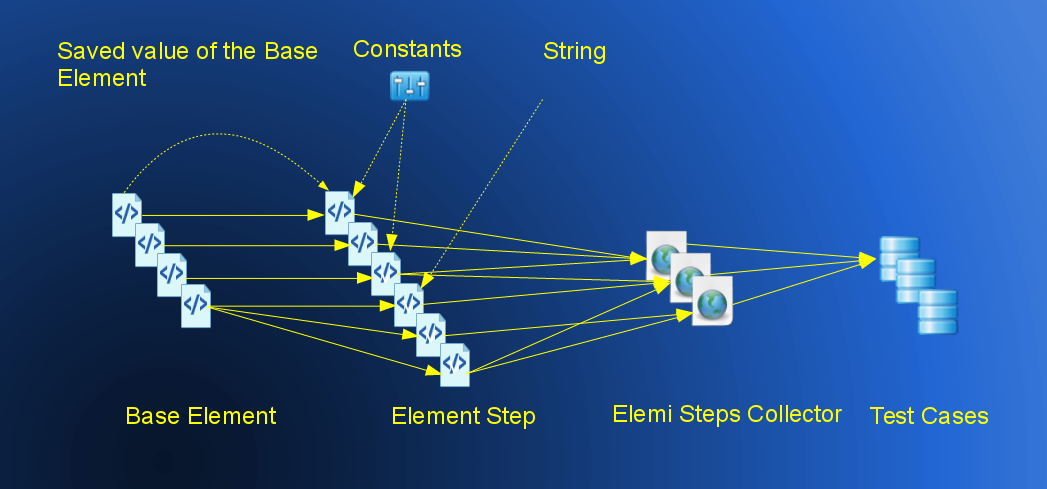 Saved value of the Base
Element
Constants
String
Base Element
Element Step
Elemi Steps Collector
Test Cases